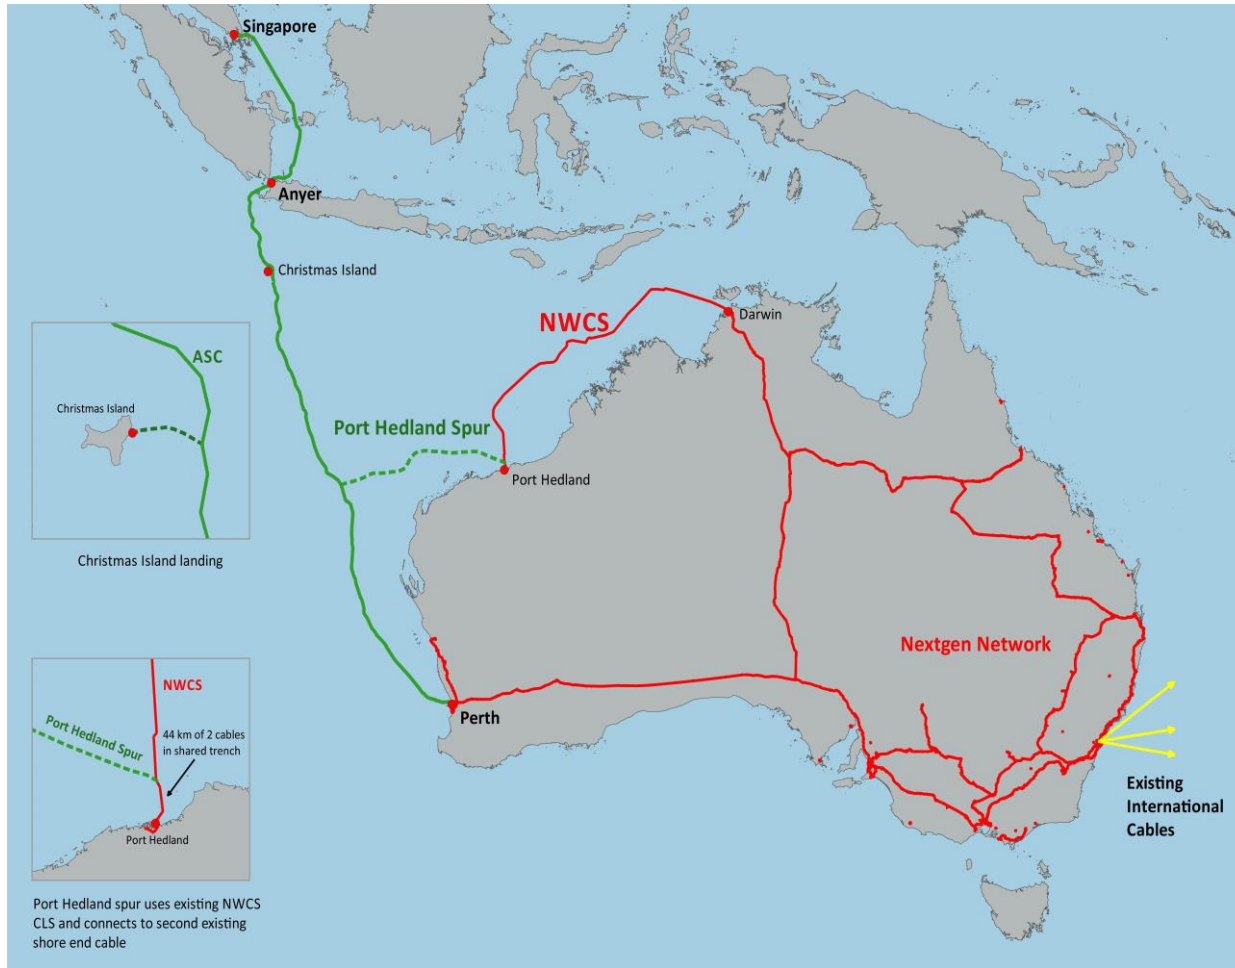 Singapore
Anyer
Christmas Island
NWCS
Darwin
ASC
Christmas Island
Port Hedland Spur
Port Hedland
Christmas Island landing
Nextgen Network
NWCS
Perth
Port Hedland Spur
44 km of 2 cables
in shared trench
Existing
International
Cables
Port Hedland
Port Hedland spur uses existing NWCS
CLS and connects to second existing
shore end cable